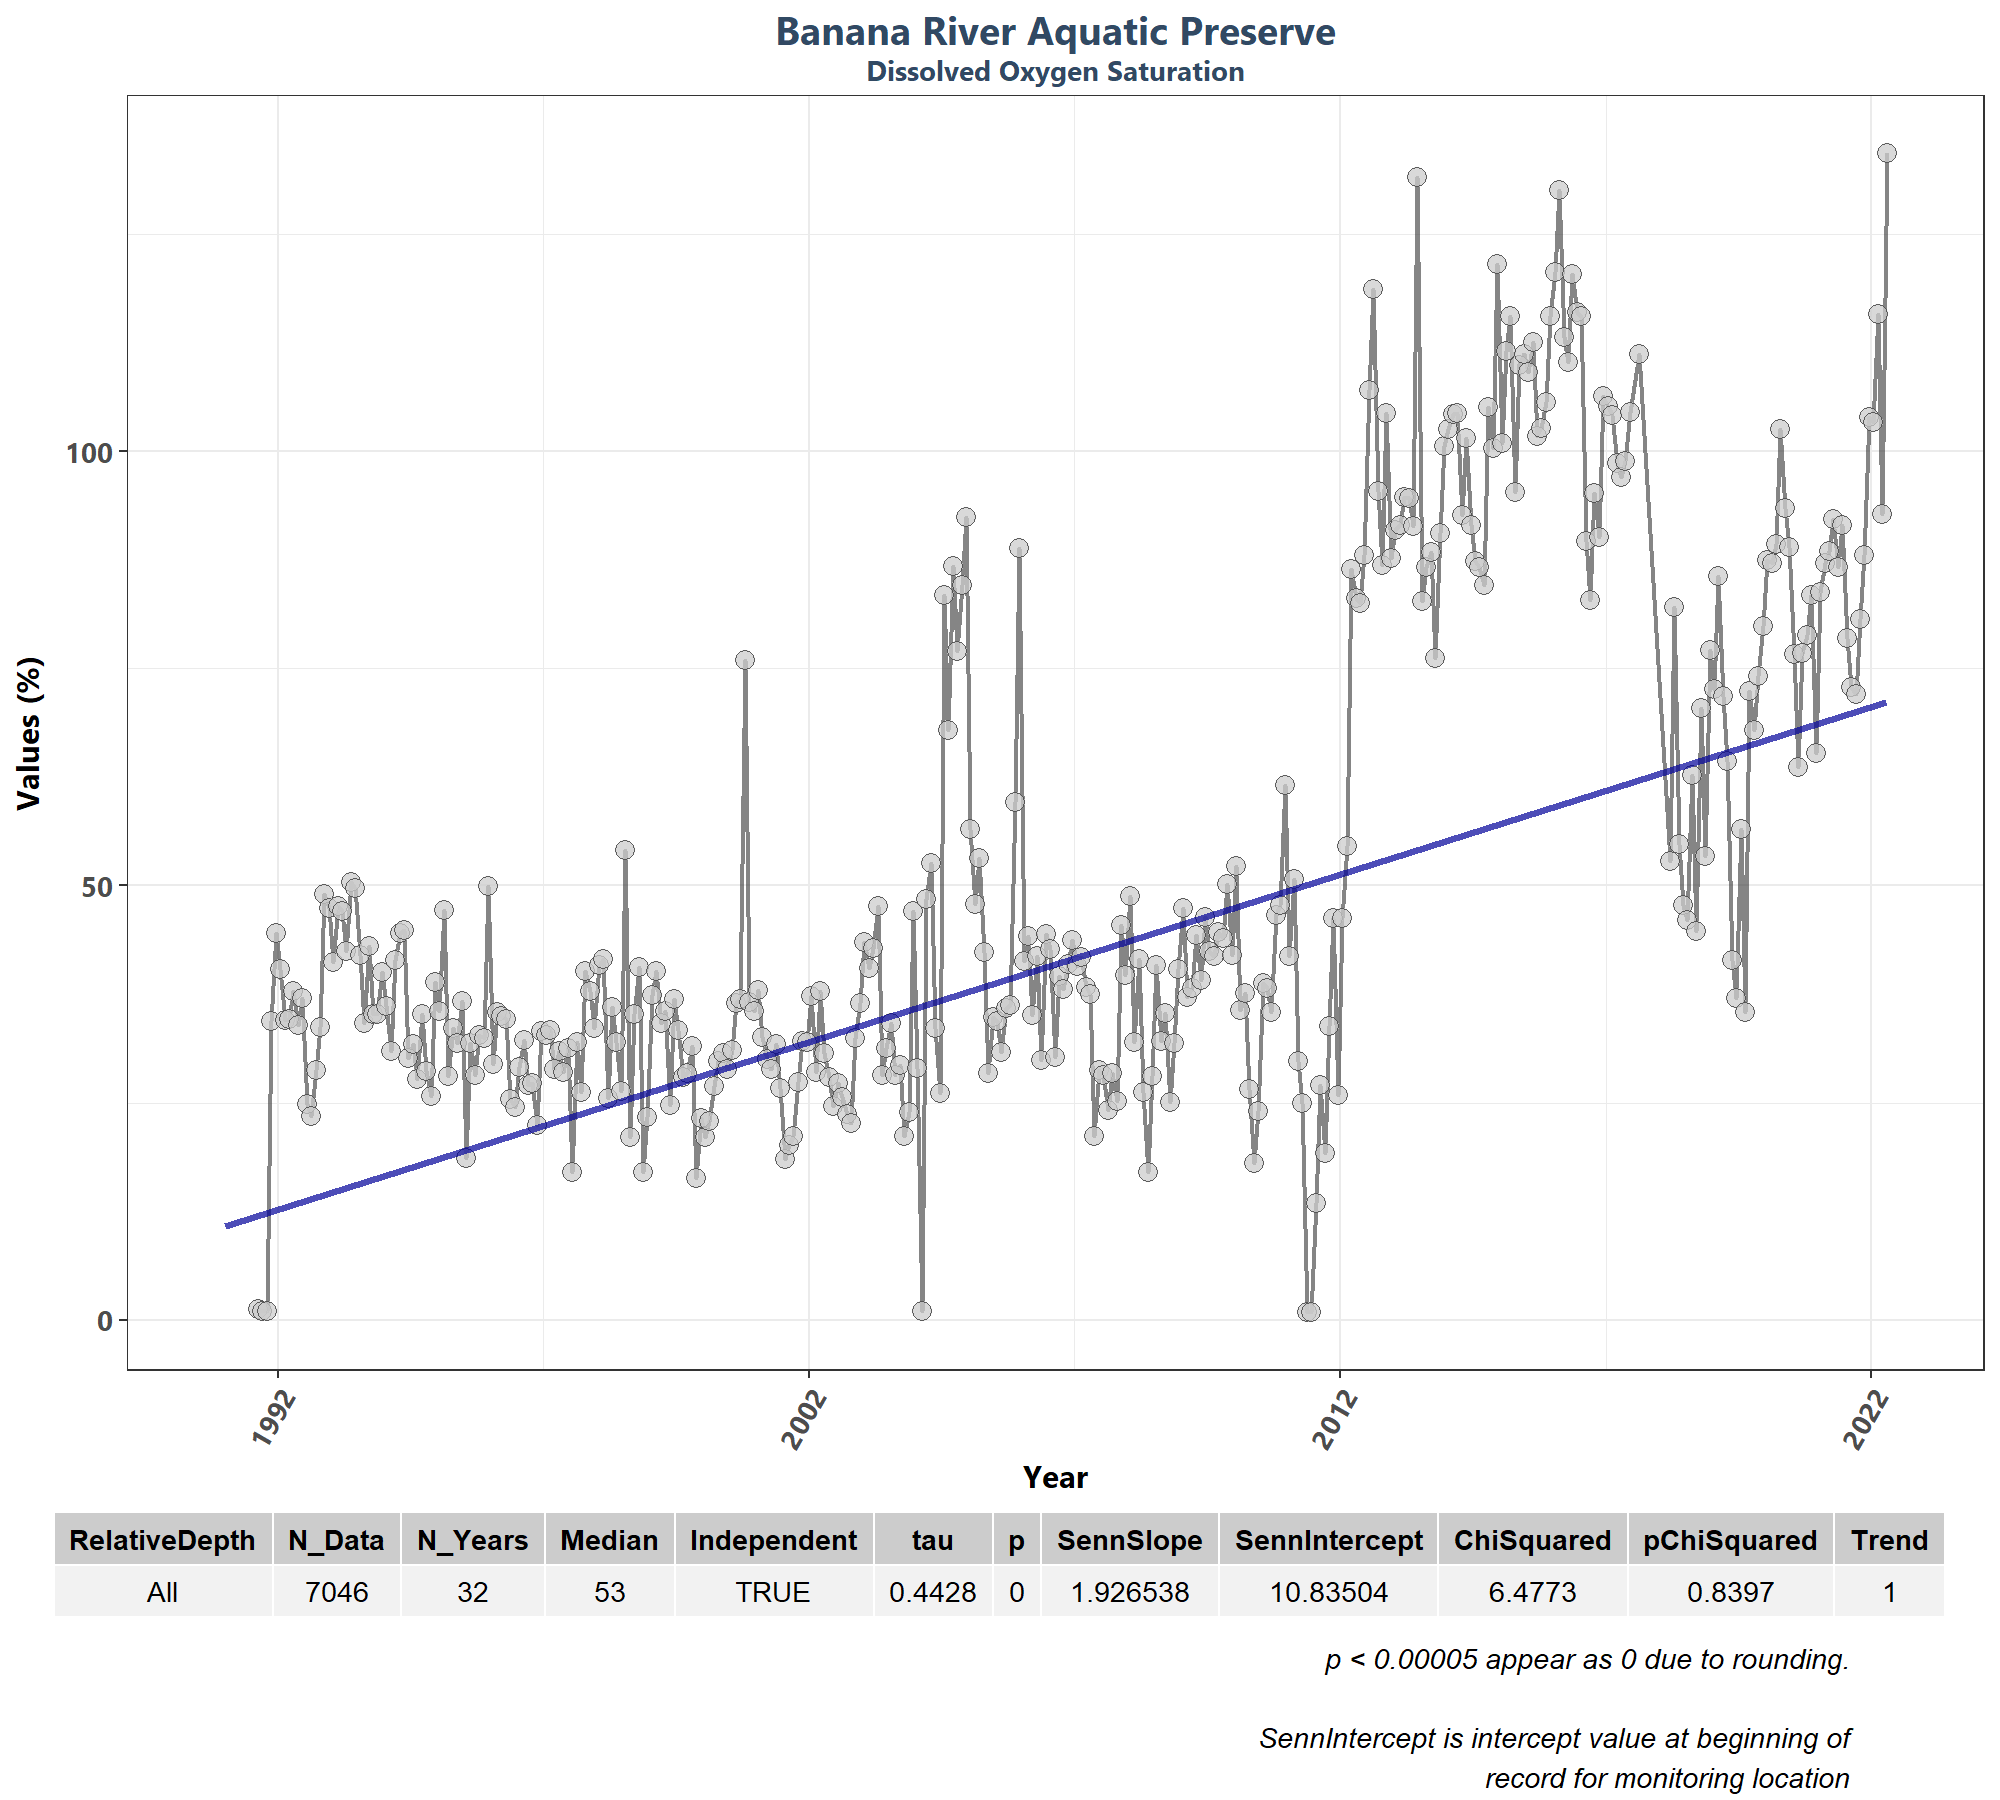 Banana River Aquatic Preserve
Dissolved Oxygen Saturation
Values (%)
100
50
0
1992
2002
2012
2022
Year
RelativeDepth N_Data N_Years Median Independent tau p SennSlope SennIntercept ChiSquared pChiSquared Trend
All 7046 32 53 TRUE 0.4428 0 1.926538 10.83504 6.4773 0.8397 1
p < 0.00005 appear as 0 due to rounding.
SennIntercept is intercept value at beginning of
record for monitoring location